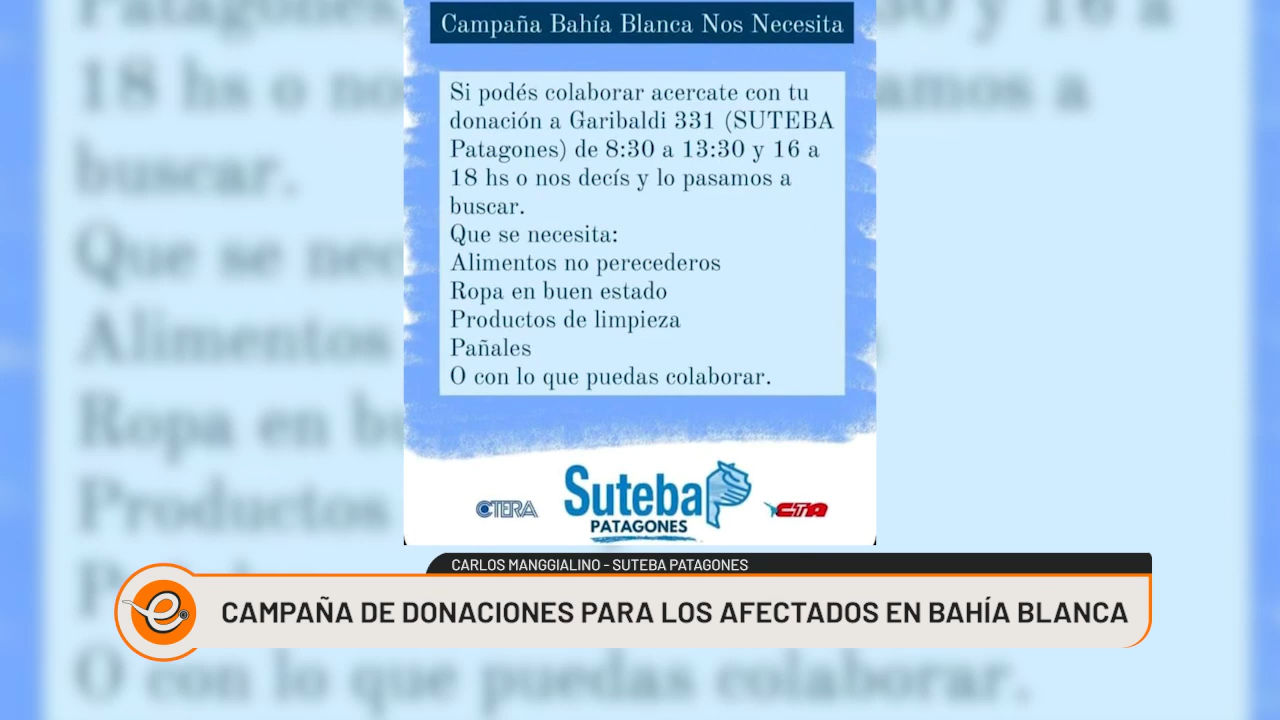 Campaña Bahía Blanca Nos Necesita
Si podés colaborar acercate con tu
donación a Garibaldi 331 (SUTEBA
Patagones) de 8:30 a 13:30 y 16 a
18 hs o nos decís y lo pasamos a
buscar.
Que se necesita:
Alimentos no perecederos
Ropa en buen estado
Productos de limpieza
Pañales
O con lo que puedas colaborar.
CTERA
Suteba
PATAGONES
CTA
CARLOS MANGGIALINO - SUTEBA PATAGONES
e
CAMPAÑA DE DONACIONES PARA LOS AFECTADOS EN BAHÍA BLANCA